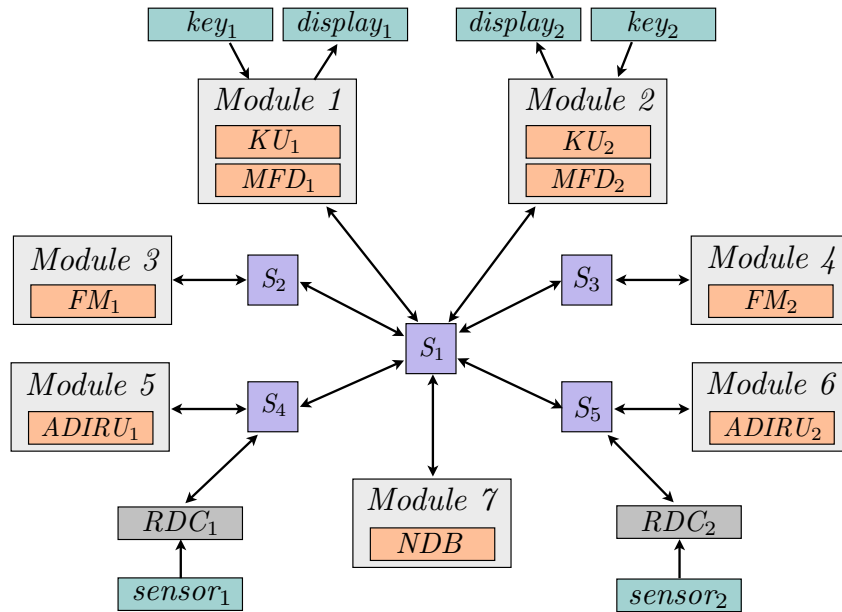 key₁ display₁ display₂ key₂
Module 1 Module 2
KU₁ KU₂
MFD₁ MFD₂
Module 3 S₂ S₃ Module 4
FM₁ FM₂
S₁
Module 5 S₄ S₅ Module 6
ADIRU₁ ADIRU₂
Module 7
RDC₁ NDB RDC₂
sensor₁ sensor₂